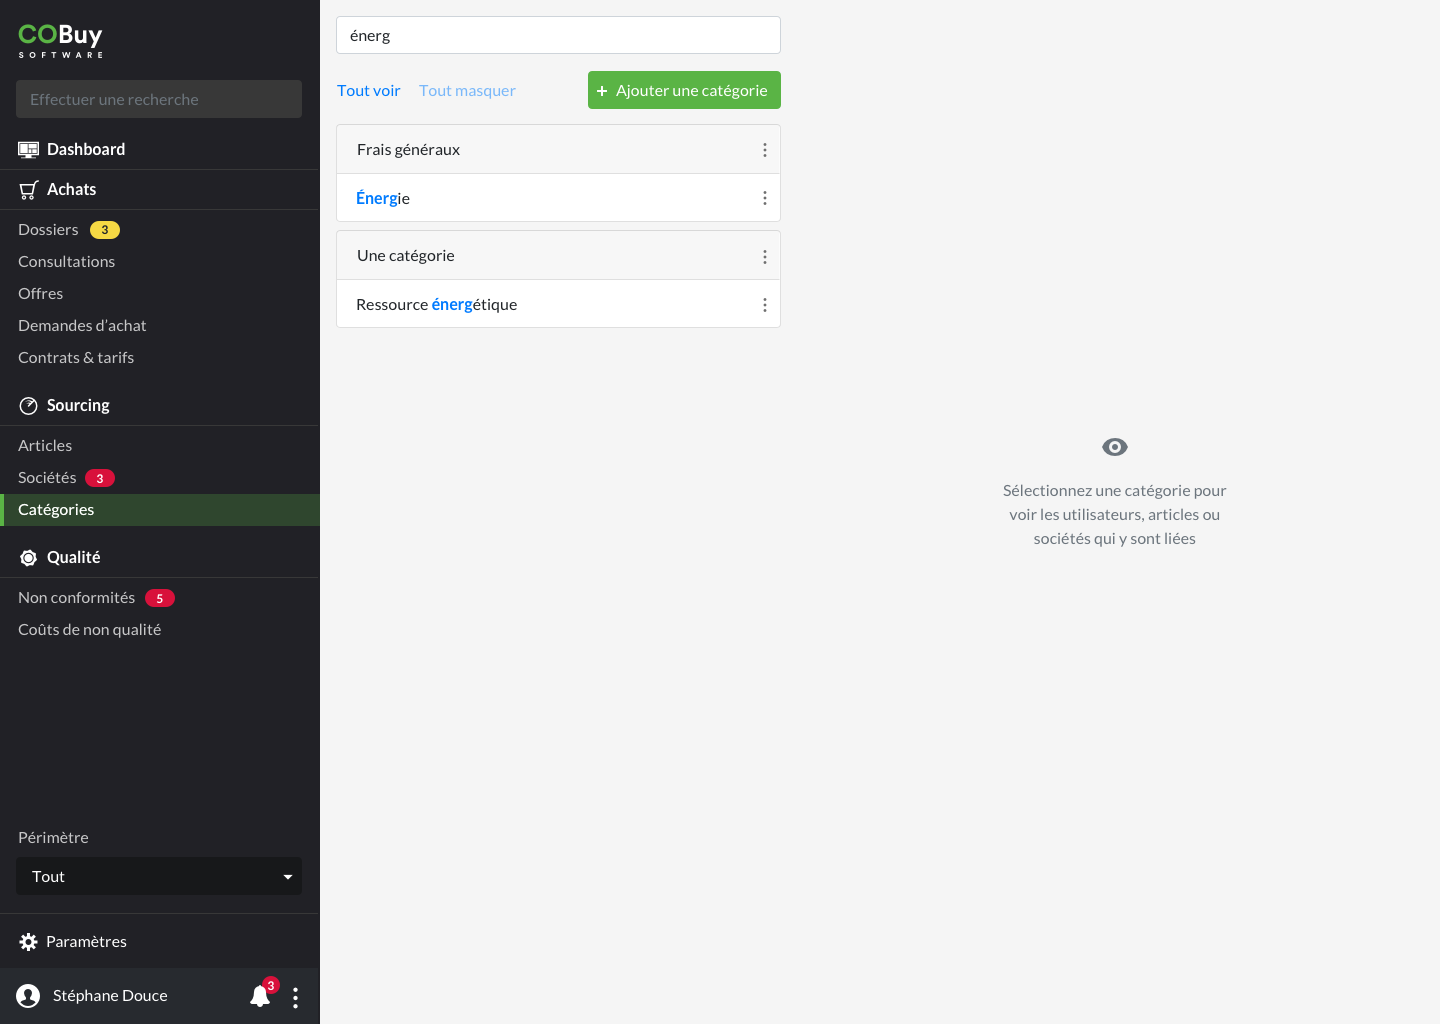 COBuy
SOFTWARE
Effectuer une recherche
Dashboard
Achats
Dossiers 3
Consultations
Offres
Demandes d’achat
Contrats & tarifs
Sourcing
Articles
Sociétés 3
Catégories
Qualité
Non conformités 5
Coûts de non qualité
Périmètre
Tout
Paramètres
Stéphane Douce 3
énerg
Tout voir Tout masquer + Ajouter une catégorie
Frais généraux
Énergie
Une catégorie
Ressource énergétique
Sélectionnez une catégorie pour
voir les utilisateurs, articles ou
sociétés qui y sont liées